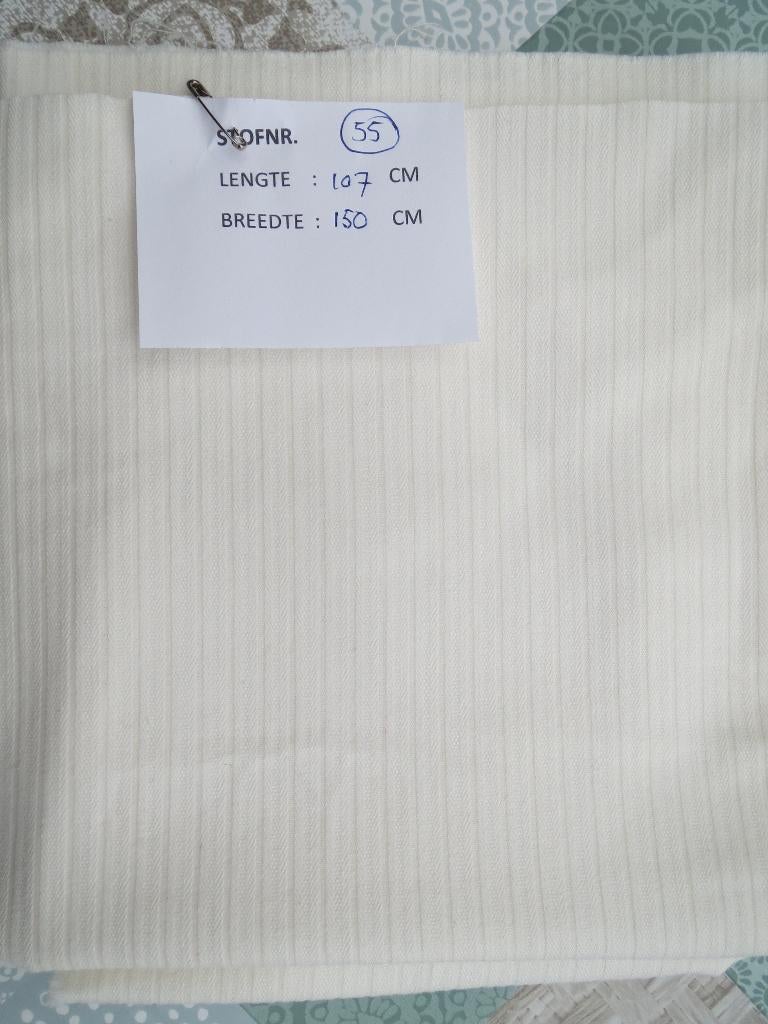 STOFNR. 55
LENGTE : 107 CM
BREEDTE : 150 CM